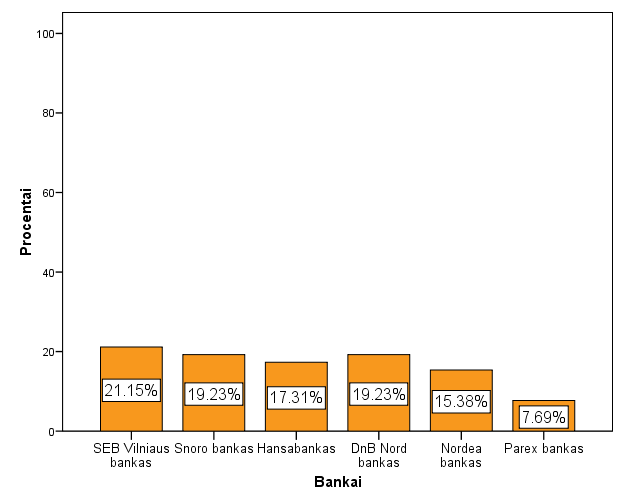 Procentai
100
80
60
40
20
0
21.15%
19.23%
17.31%
19.23%
15.38%
7.69%
SEB Vilniaus bankas
Snoro bankas
Hansabankas
DnB Nord bankas
Nordea bankas
Parex bankas
Bankai